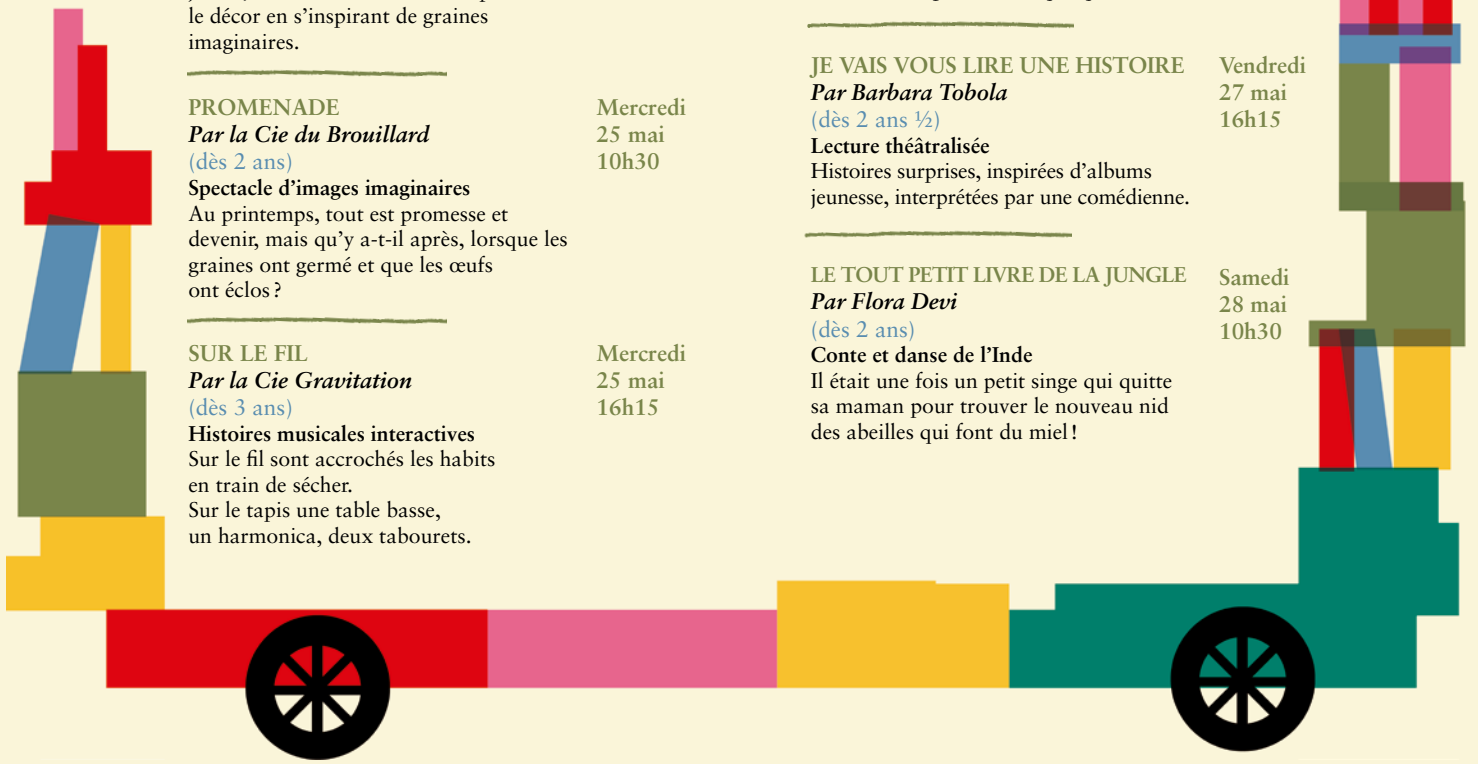 le décor en s’inspirant de graines
imaginaires.
PROMENADE
Par la Cie du Brouillard
(dès 2 ans)
Spectacle d’images imaginaires
Au printemps, tout est promesse et
devenir, mais qu’y a-t-il après, lorsque les
graines ont germé et que les œufs
ont éclos ?
Mercredi
25 mai
10h30
SUR LE FIL
Par la Cie Gravitation
(dès 3 ans)
Histoires musicales interactives
Sur le fil sont accrochés les habits
en train de sécher.
Sur le tapis une table basse,
un harmonica, deux tabourets.
Mercredi
25 mai
16h15
JE VAIS VOUS LIRE UNE HISTOIRE
Par Barbara Tobola
(dès 2 ans ½)
Lecture théâtralisée
Histoires surprises, inspirées d’albums
jeunesse, interprétées par une comédienne.
Vendredi
27 mai
16h15
LE TOUT PETIT LIVRE DE LA JUNGLE
Par Flora Devi
(dès 2 ans)
Conte et danse de l’Inde
Il était une fois un petit singe qui quitte
sa maman pour trouver le nouveau nid
des abeilles qui font du miel !
Samedi
28 mai
10h30